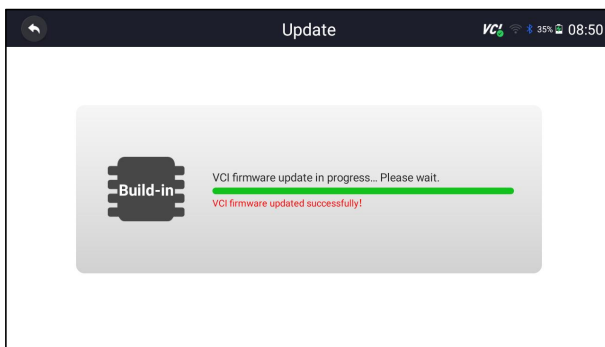 Update
VCI 35% 08:50
Build-in
VCI firmware update in progress... Please wait.
VCI firmware updated successfully!